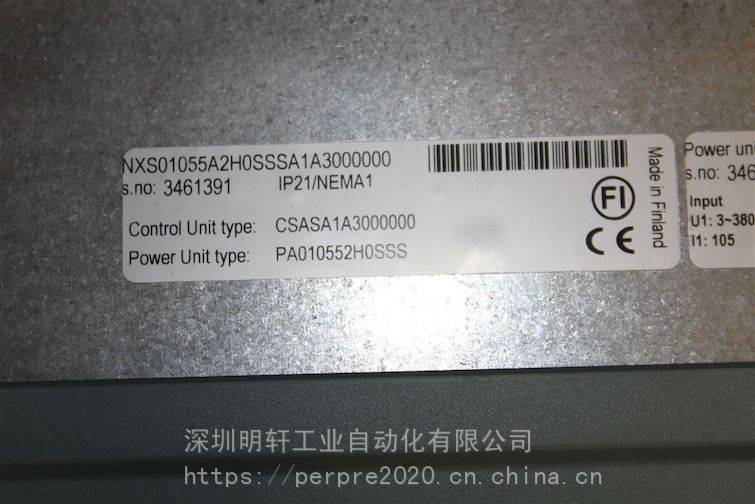 NXS01055A2H0SSSA1A3000000
s.no: 3461391 IP21/NEMA1
Control Unit type: CSASA1A3000000
Power Unit type: PA010552H0SSS
FI
CE
Made in Finland
Power uni
s.no: 346
Input
U1: 3~380
I1: 105
深圳明轩工业自动化有限公司
https://perpre2020.cn.china.cn